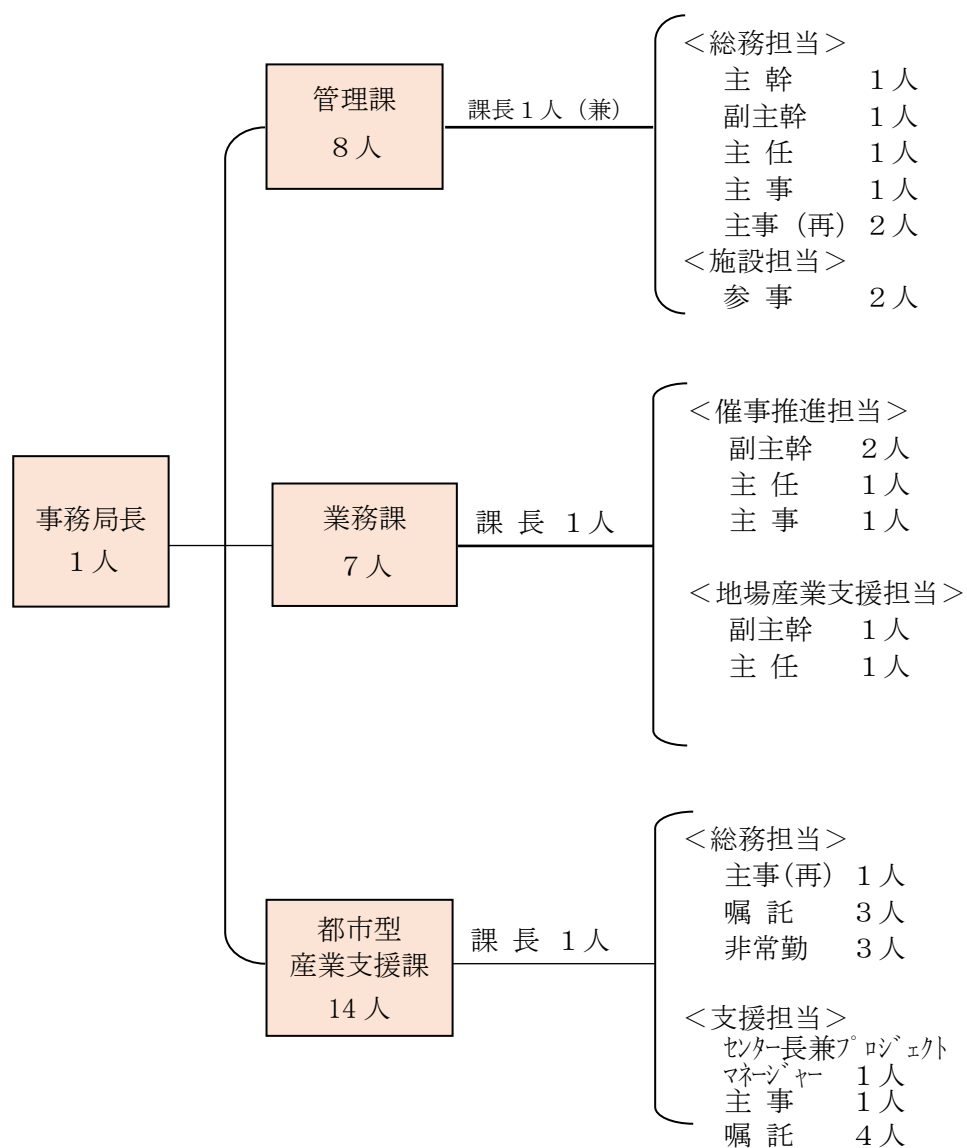 事務局長
１人
管理課
８人
課長１人（兼）
＜総務担当＞
主 幹 １人
副主幹 １人
主 任 １人
主 事 １人
主事（再） ２人
＜施設担当＞
参 事 ２人
業務課
７人
課 長 １人
＜催事推進担当＞
副主幹 ２人
主 任 １人
主 事 １人
＜地場産業支援担当＞
副主幹 １人
主 任 １人
都市型
産業支援課
14 人
課 長 １人
＜総務担当＞
主事(再) １人
嘱 託 ３人
非常勤 ３人
＜支援担当＞
ｾﾝﾀｰ長兼ﾌﾟﾛｼﾞｪｸﾄ
ﾏﾈｰｼﾞｬｰ １人
主 事 １人
嘱 託 ４人